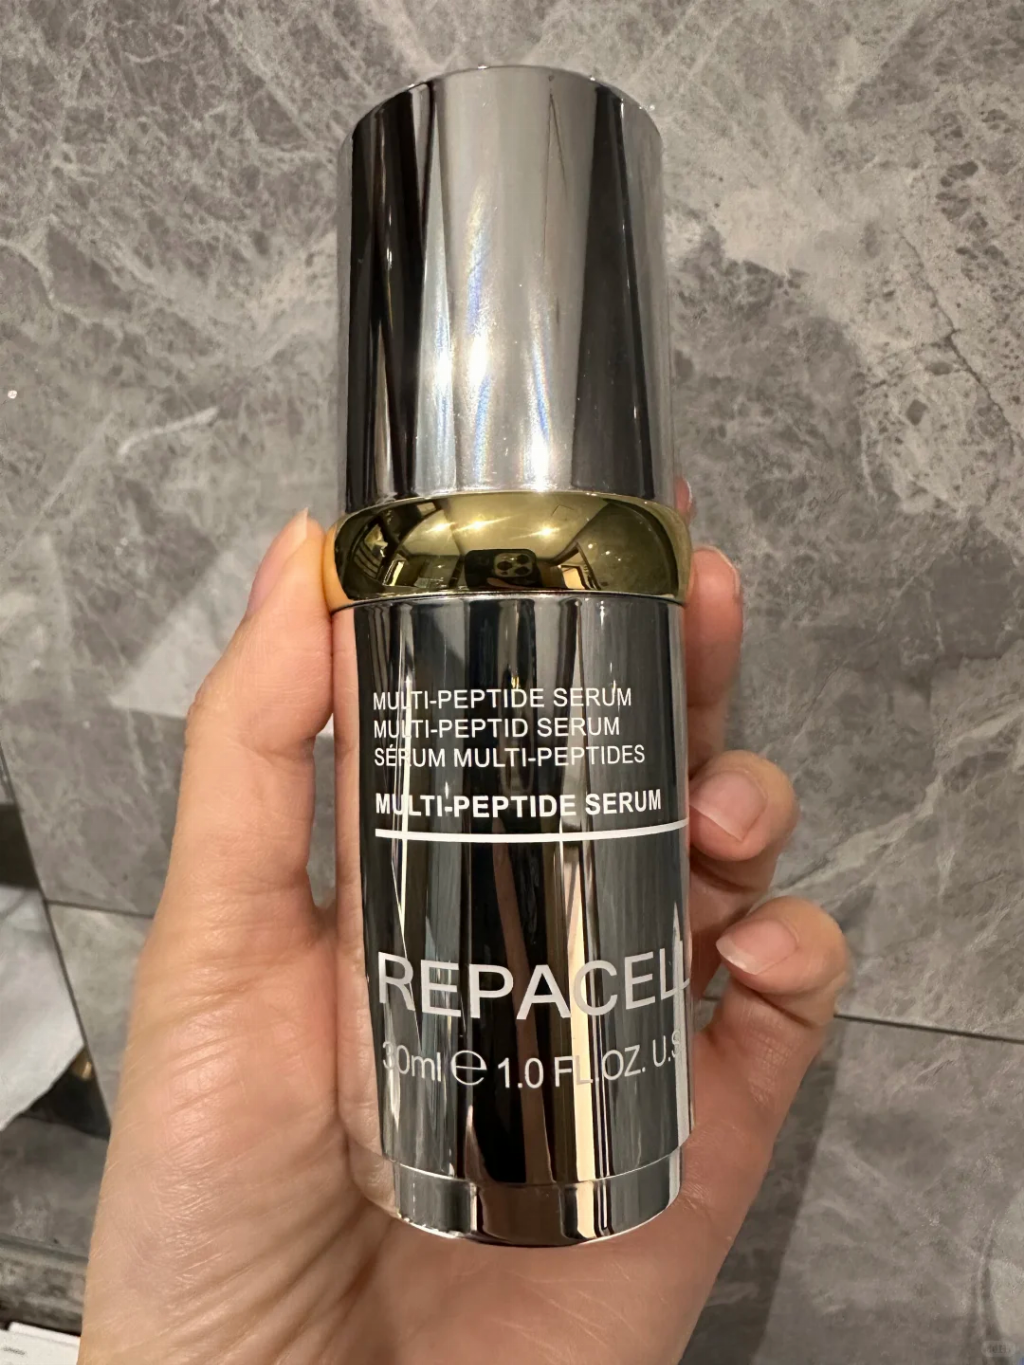 MULTI-PEPTIDE SERUM
MULTI-PEPTID SERUM
SÉRUM MULTI-PEPTIDES
MULTI-PEPTIDE SERUM
REPACELL
30ml ℮ 1.0 FL.OZ. U.S